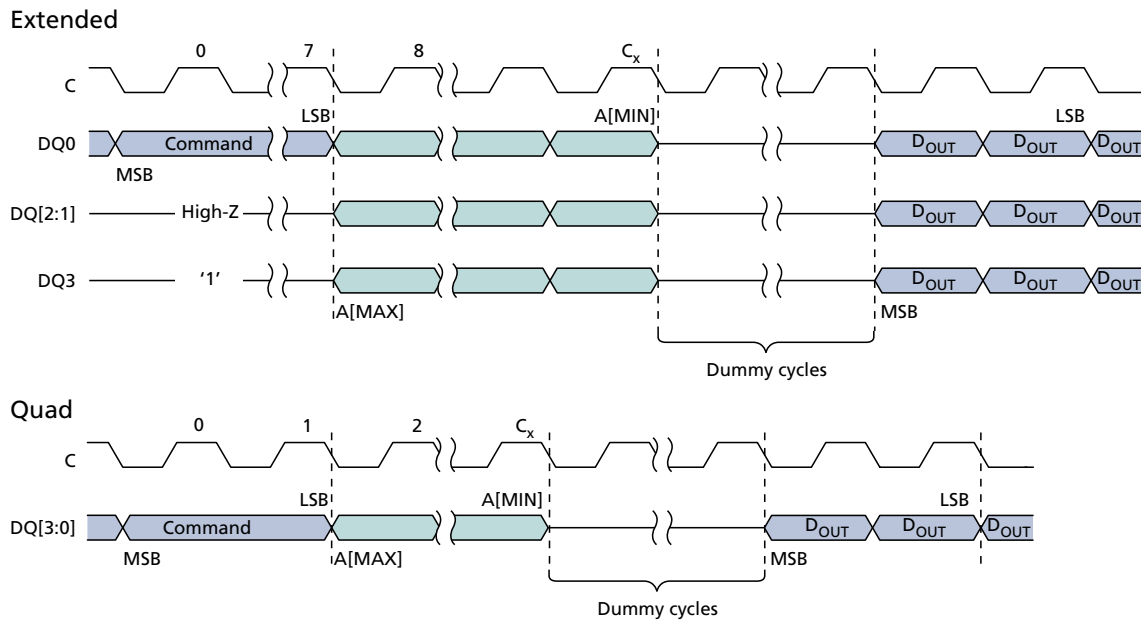 Extended
0 7 8 Cx
C
LSB A[MIN] LSB
DQ0 Command DOUT DOUT DOUT
MSB
DQ[2:1] High-Z DOUT DOUT DOUT
DQ3 '1' DOUT DOUT DOUT
A[MAX] MSB
Dummy cycles
Quad
0 1 2 Cx
C
LSB A[MIN] LSB
DQ[3:0] Command DOUT DOUT DOUT
MSB A[MAX] MSB
Dummy cycles